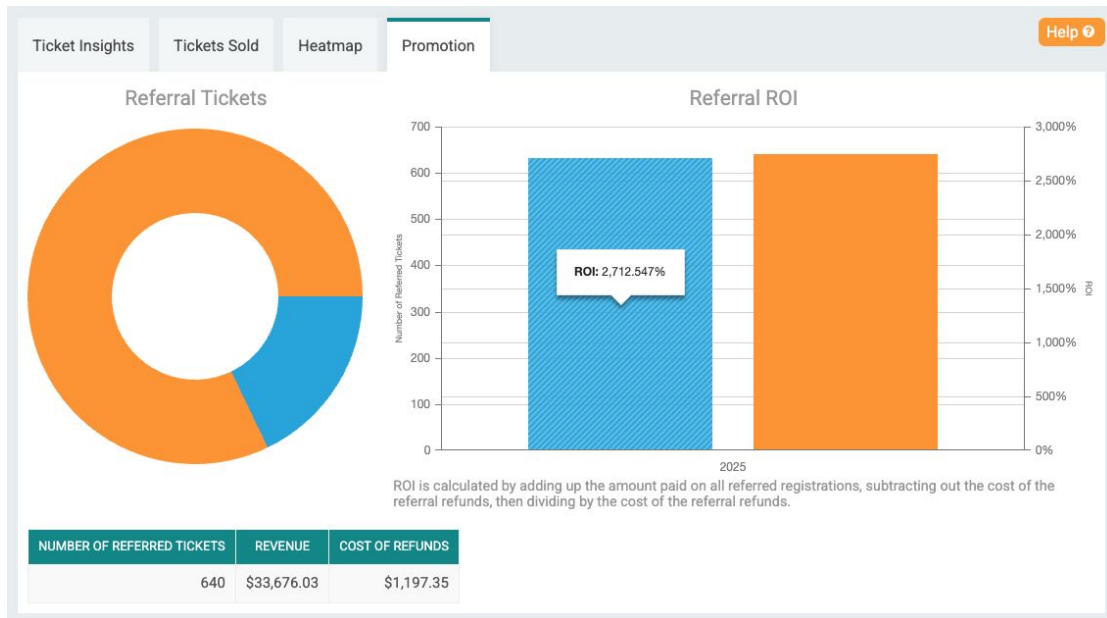 Ticket Insights
Tickets Sold
Heatmap
Promotion
Help ?
Referral Tickets
Referral ROI
700
600
500
400
300
200
100
0
Number of Referred Tickets
ROI: 2,712.547%
3,000%
2,500%
2,000%
1,500%
1,000%
500%
0%
ROI
2025
ROI is calculated by adding up the amount paid on all referred registrations, subtracting out the cost of the
referral refunds, then dividing by the cost of the referral refunds.
NUMBER OF REFERRED TICKETS REVENUE COST OF REFUNDS
640 $33,676.03 $1,197.35